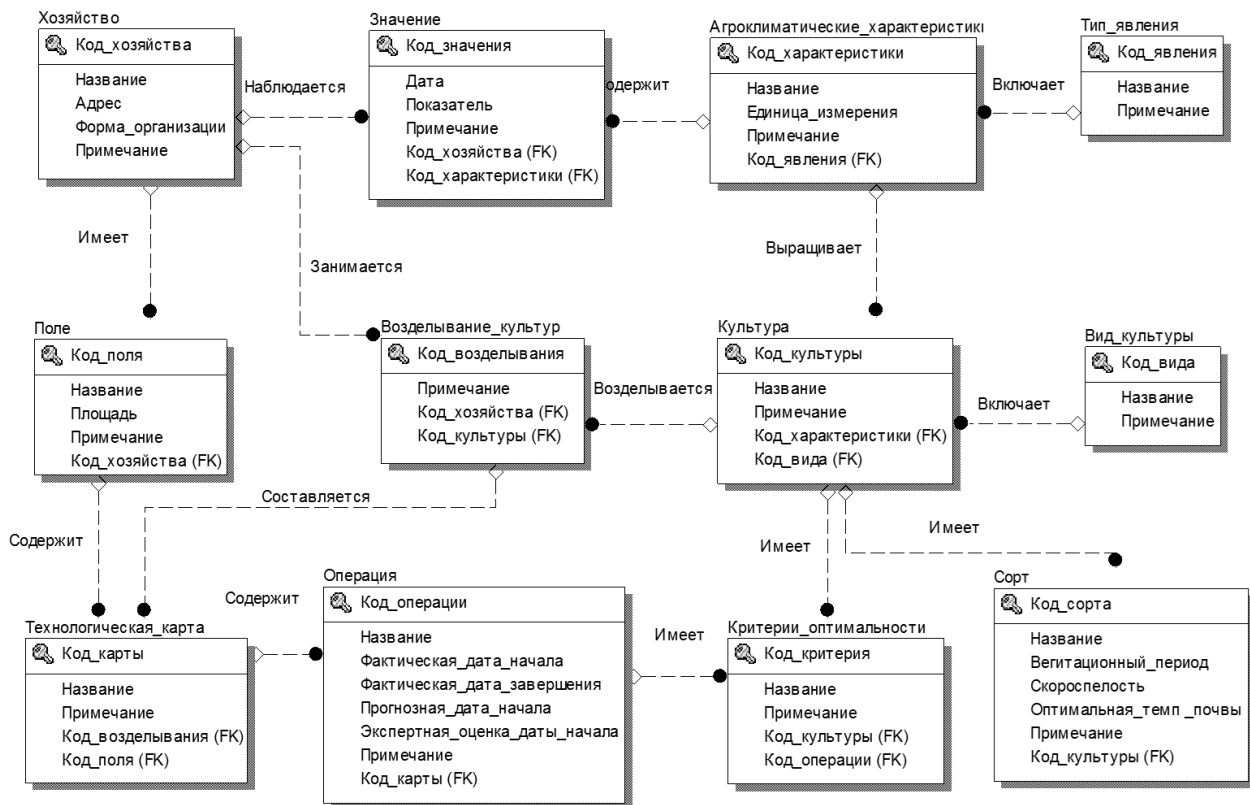 Хозяйство
Код_хозяйства
Название
Адрес
Форма_организации
Примечание
Наблюдается
Значение
Код_значения
Дата
Показатель
Примечание
Код_хозяйства (FK)
Код_характеристики (FK)
одержит
Агроклиматические_характеристики
Код_характеристики
Название
Единица_измерения
Примечание
Код_явления (FK)
Включает
Тип_явления
Код_явления
Название
Примечание
Имеет
Занимается
Выращивает
Поле
Код_поля
Название
Площадь
Примечание
Код_хозяйства (FK)
Возделывание_культур
Код_возделывания
Примечание
Код_хозяйства (FK)
Код_культуры (FK)
Возделывается
Культура
Код_культуры
Название
Примечание
Код_характеристики (FK)
Код_вида (FK)
Включает
Вид_культуры
Код_вида
Название
Примечание
Содержит
Составляется
Имеет
Имеет
Технологическая_карта
Код_карты
Название
Примечание
Код_возделывания (FK)
Код_поля (FK)
Содержит
Операция
Код_операции
Название
Фактическая_дата_начала
Фактическая_дата_завершения
Прогнозная_дата_начала
Экспертная_оценка_даты_начала
Примечание
Код_карты (FK)
Имеет
Критерии_оптимальности
Код_критерия
Название
Примечание
Код_культуры (FK)
Код_операции (FK)
Сорт
Код_сорта
Название
Вегитационный_период
Скороспелость
Оптимальная_темп _почвы
Примечание
Код_культуры (FK)